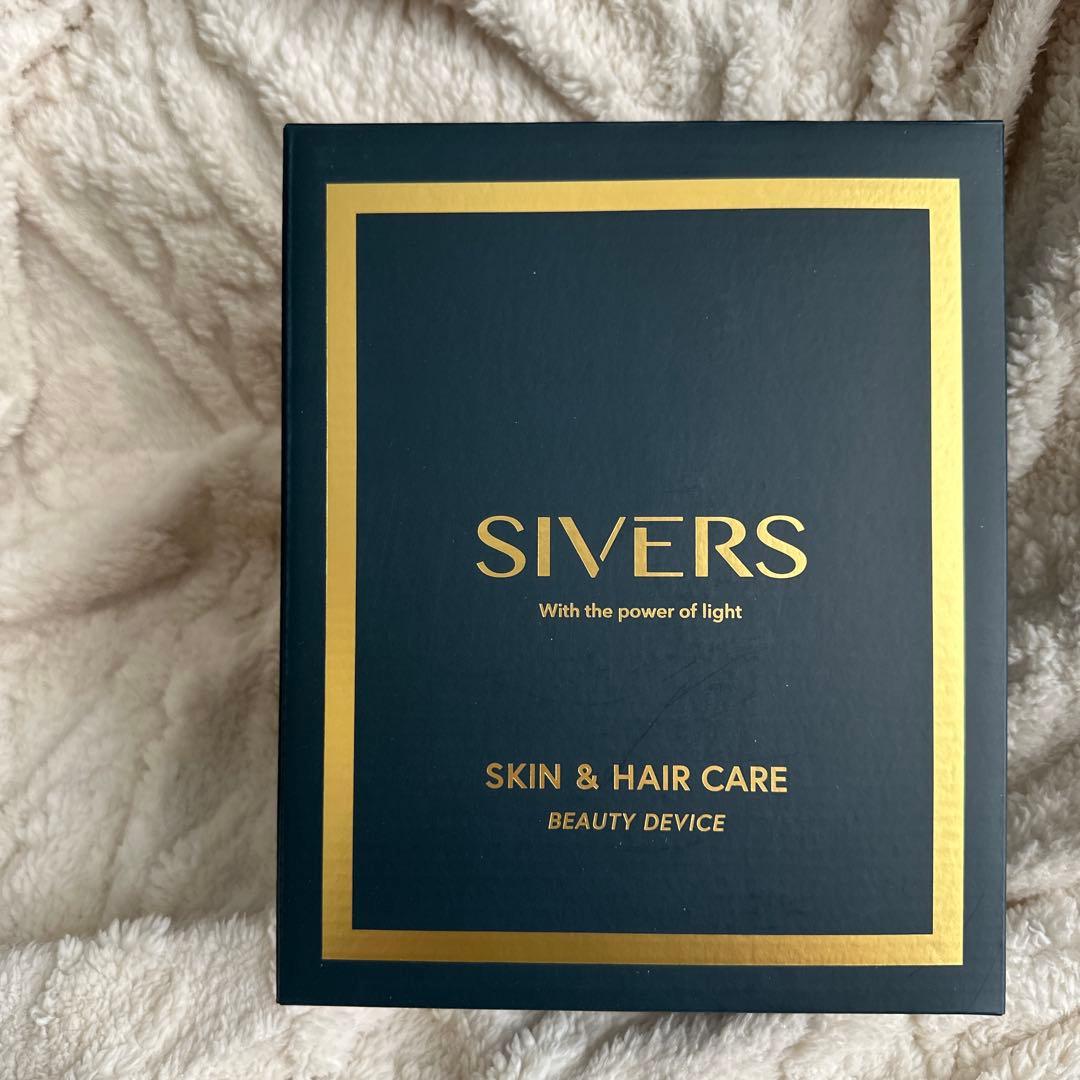 SIVERS
With the power of light
SKIN & HAIR CARE
BEAUTY DEVICE